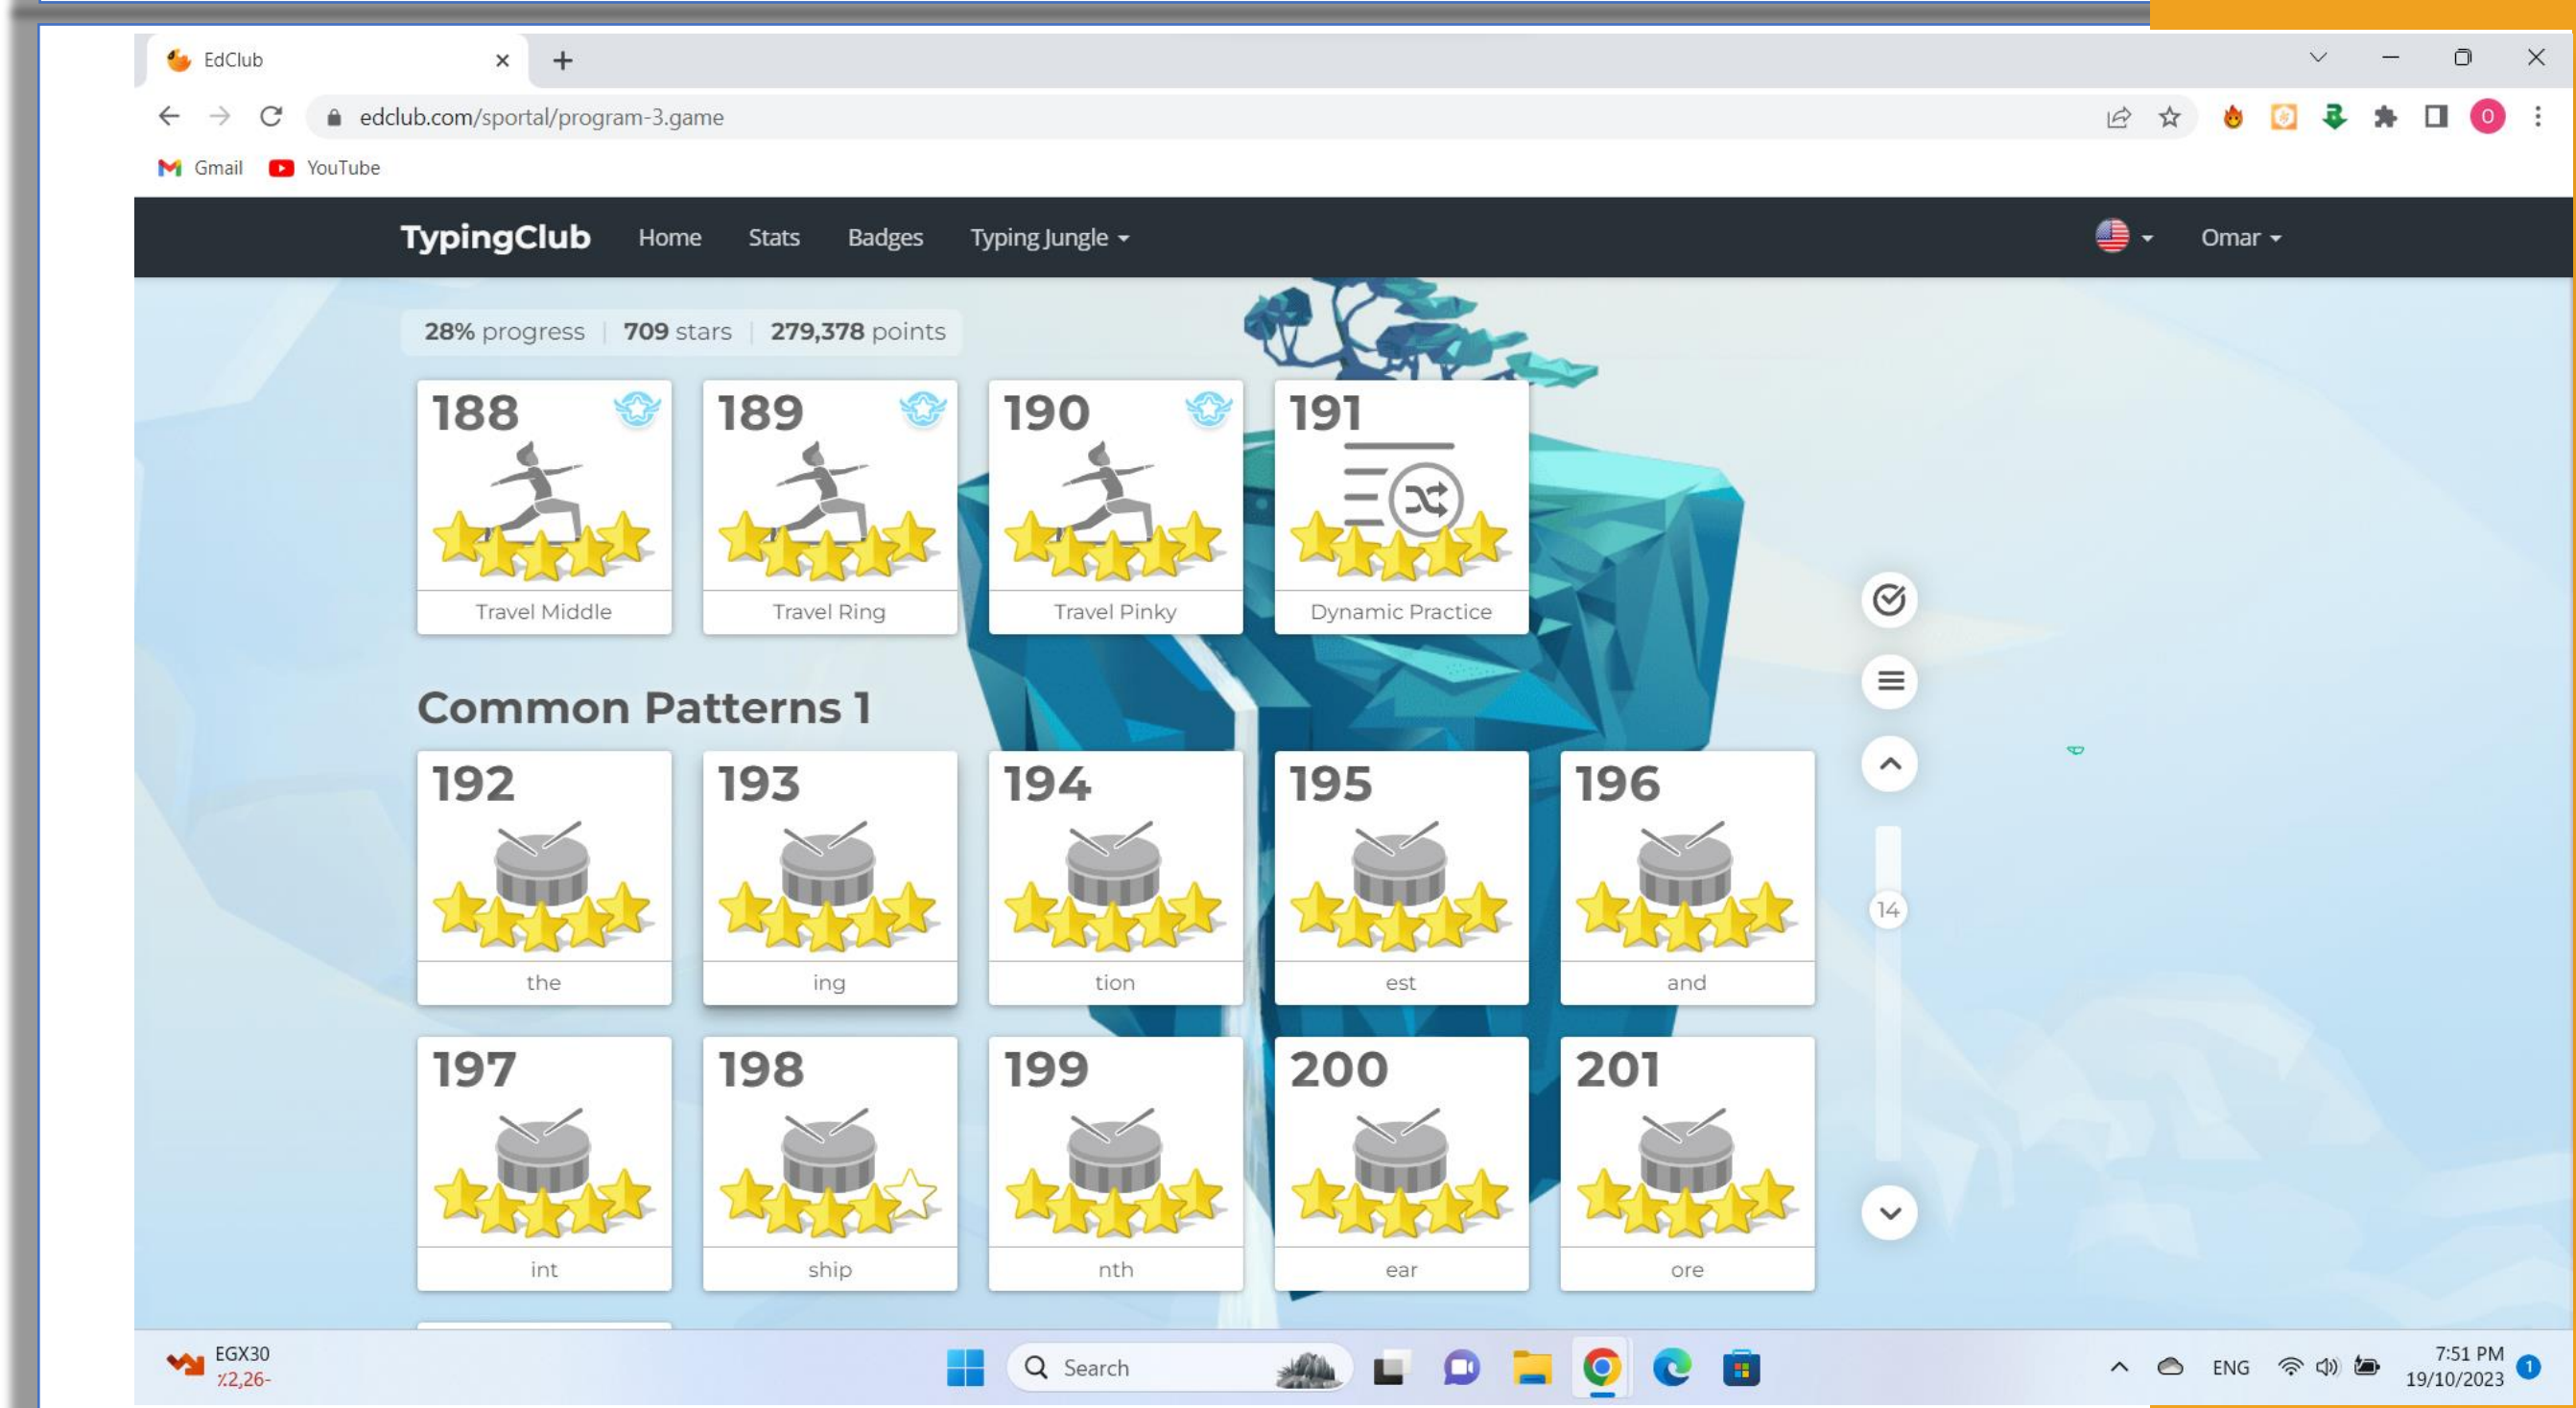 EdClub
edclub.com/sportal/program-3.game
O
Gmail YouTube
TypingClub Home Stats Badges Typing Jungle Omar
28% progress | 709 stars | 279,378 points
188 189 190 191
Travel Middle Travel Ring Travel Pinky Dynamic Practice
Common Patterns 1
192 193 194 195 196
14
the ing tion est and
197 198 199 200 201
int ship nth ear ore
EGX30
٪2,26-
Search
ENG
7:51 PM
19/10/2023
1